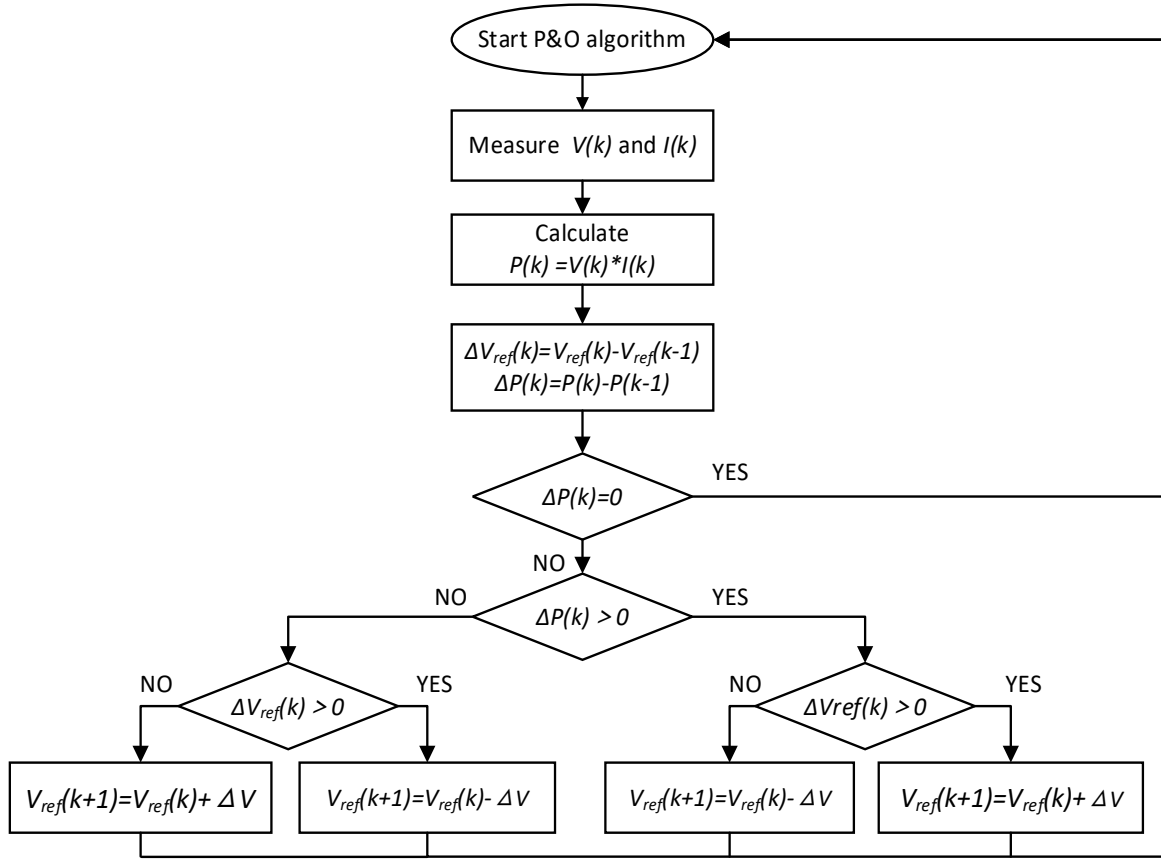 Start P&O algorithm
Measure V(k) and I(k)
Calculate
P(k) =V(k)*I(k)
ΔVref(k)=Vref(k)-Vref(k-1)
ΔP(k)=P(k)-P(k-1)
ΔP(k)=0
YES
NO
ΔP(k) > 0
NO
YES
ΔVref(k) > 0
NO
YES
ΔVref(k) > 0
NO
YES
Vref(k+1)=Vref(k)+ ΔV
Vref(k+1)=Vref(k)- ΔV
Vref(k+1)=Vref(k)- ΔV
Vref(k+1)=Vref(k)+ ΔV